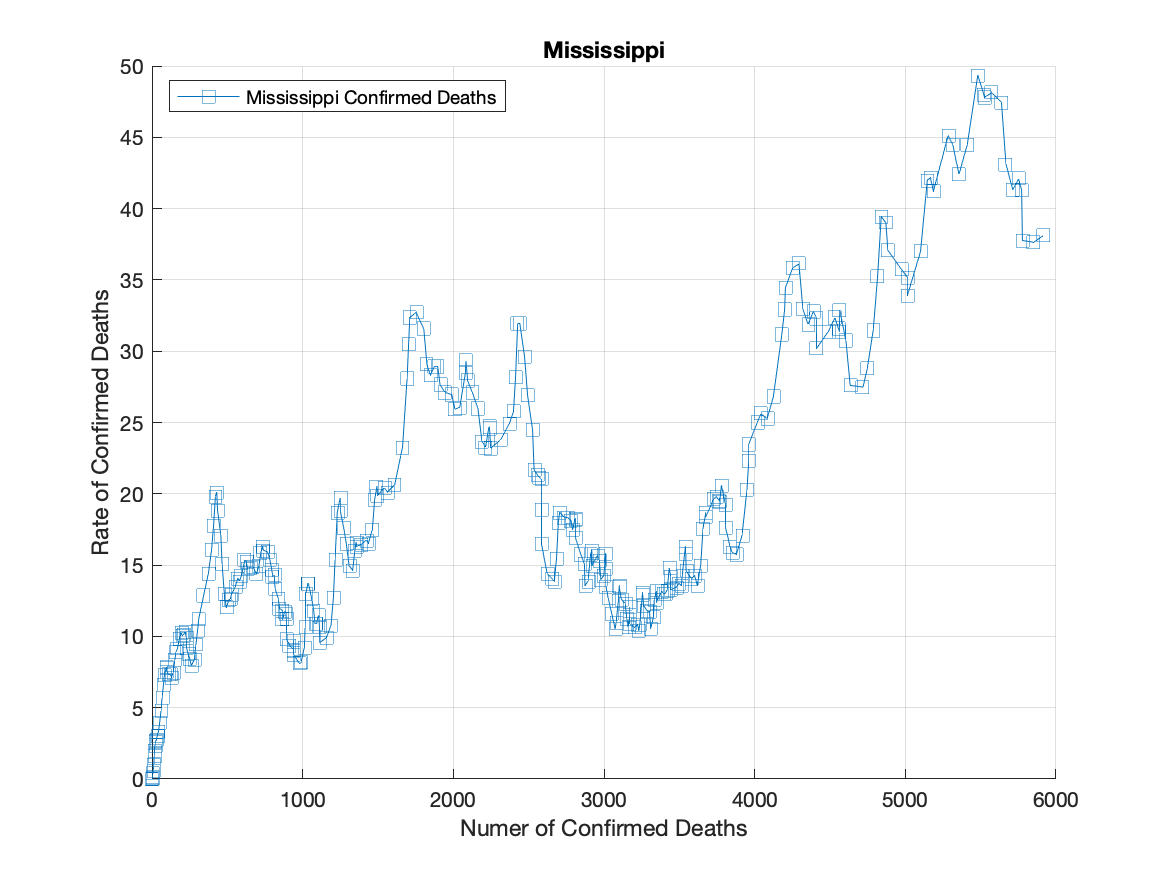 Mississippi
Mississippi Confirmed Deaths
50
45
40
35
30
25
20
15
10
5
0
Rate of Confirmed Deaths
0 1000 2000 3000 4000 5000 6000
Numer of Confirmed Deaths